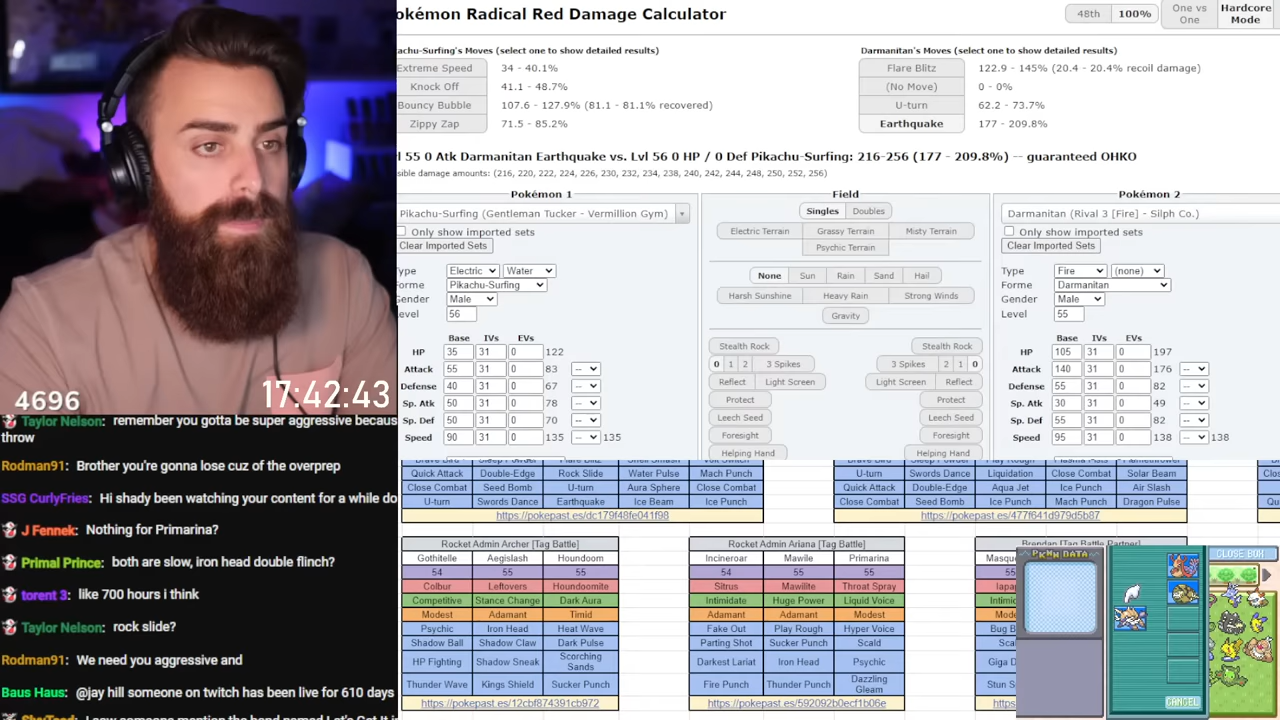 okémon Radical Red Damage Calculator
48th 100%
One vs One
Hardcore Mode
achu-Surfing's Moves (select one to show detailed results)
Extreme Speed 34 - 40.1%
Knock Off 41.1 - 48.7%
Bouncy Bubble 107.6 - 127.9% (81.1 - 81.1% recovered)
Zippy Zap 71.5 - 85.2%
Darmanitan's Moves (select one to show detailed results)
Flare Blitz 122.9 - 145% (20.4 - 20.4% recoil damage)
(No Move) 0 - 0%
U-turn 62.2 - 73.7%
Earthquake 177 - 209.8%
l 55 0 Atk Darmanitan Earthquake vs. Lvl 56 0 HP / 0 Def Pikachu-Surfing: 216-256 (177 - 209.8%) -- guaranteed OHKO
sible damage amounts: (216, 220, 222, 224, 226, 230, 232, 234, 238, 240, 242, 244, 248, 250, 252, 256)
Pokémon 1
Pikachu-Surfing (Gentleman Tucker - Vermillion Gym)
Only show imported sets
Clear Imported Sets
Type Electric Water
Forme Pikachu-Surfing
Gender Male
Level 56
Base IVs EVs
HP 35 31 0 122
Attack 55 31 0 83 --
Defense 40 31 0 67 --
Sp. Atk 50 31 0 78 --
Sp. Def 50 31 0 70 --
Speed 90 31 0 135 -- 135
Field
Singles Doubles
Electric Terrain Grassy Terrain Misty Terrain
Psychic Terrain
None Sun Rain Sand Hail
Harsh Sunshine Heavy Rain Strong Winds
Gravity
Stealth Rock Stealth Rock
0 1 2 3 Spikes 3 Spikes 2 1 0
Reflect Light Screen Light Screen Reflect
Protect Protect
Leech Seed Leech Seed
Foresight Foresight
Helping Hand Helping Hand
Pokémon 2
Darmanitan (Rival 3 [Fire] - Silph Co.)
Only show imported sets
Clear Imported Sets
Type Fire (none)
Forme Darmanitan
Gender Male
Level 55
Base IVs EVs
HP 105 31 0 197
Attack 140 31 0 176 --
Defense 55 31 0 82 --
Sp. Atk 30 31 0 49 --
Sp. Def 55 31 0 82 --
Speed 95 31 0 138 -- 138
4696
17:42:43
Taylor Nelson: remember you gotta be super aggressive becaus
throw
Rodman91: Brother you're gonna lose cuz of the overprep
SSG CurlyFries: Hi shady been watching your content for a while do
J Fennek: Nothing for Primarina?
Primal Prince: both are slow, iron head double flinch?
torent 3: like 700 hours i think
Taylor Nelson: rock slide?
Rodman91: We need you aggressive and
Baus Haus: @jay hill someone on twitch has been live for 610 days
Quick Attack Double-Edge Rock Slide Water Pulse Mach Punch
Close Combat Seed Bomb U-turn Aura Sphere Close Combat
U-turn Swords Dance Earthquake Ice Beam Ice Punch
https://pokepast.es/dc179f48fe041f98
U-turn Swords Dance Liquidation Close Combat Solar Beam
Quick Attack Double-Edge Aqua Jet Ice Punch Air Slash
Close Combat Seed Bomb Ice Punch Mach Punch Dragon Pulse
https://pokepast.es/477f641d979d5b87
Rocket Admin Archer [Tag Battle]
Gothitelle Aegislash Houndoom
54 55 55
Colbur Leftovers Houndoomite
Competitive Stance Change Dark Aura
Modest Adamant Timid
Psychic Iron Head Heat Wave
Shadow Ball Shadow Claw Dark Pulse
HP Fighting Shadow Sneak Scorching Sands
Thunder Wave Kings Shield Sucker Punch
https://pokepast.es/12cbf874391cb972
Rocket Admin Ariana [Tag Battle]
Incineroar Mawile Primarina
54 55 55
Sitrus Mawilite Throat Spray
Intimidate Huge Power Liquid Voice
Adamant Adamant Modest
Fake Out Play Rough Hyper Voice
Parting Shot Sucker Punch Scald
Darkest Lariat Iron Head Psychic
Fire Punch Thunder Punch Dazzling Gleam
https://pokepast.es/592092b0ecf1b06e
Brendan [Tag Battle Partner]
Masqu
55
Iapa
Intimi
Modes
Bug B
Sca
Giga D
Stun S
https://
PKMN DATA
CLOSE BOX
CANCEL